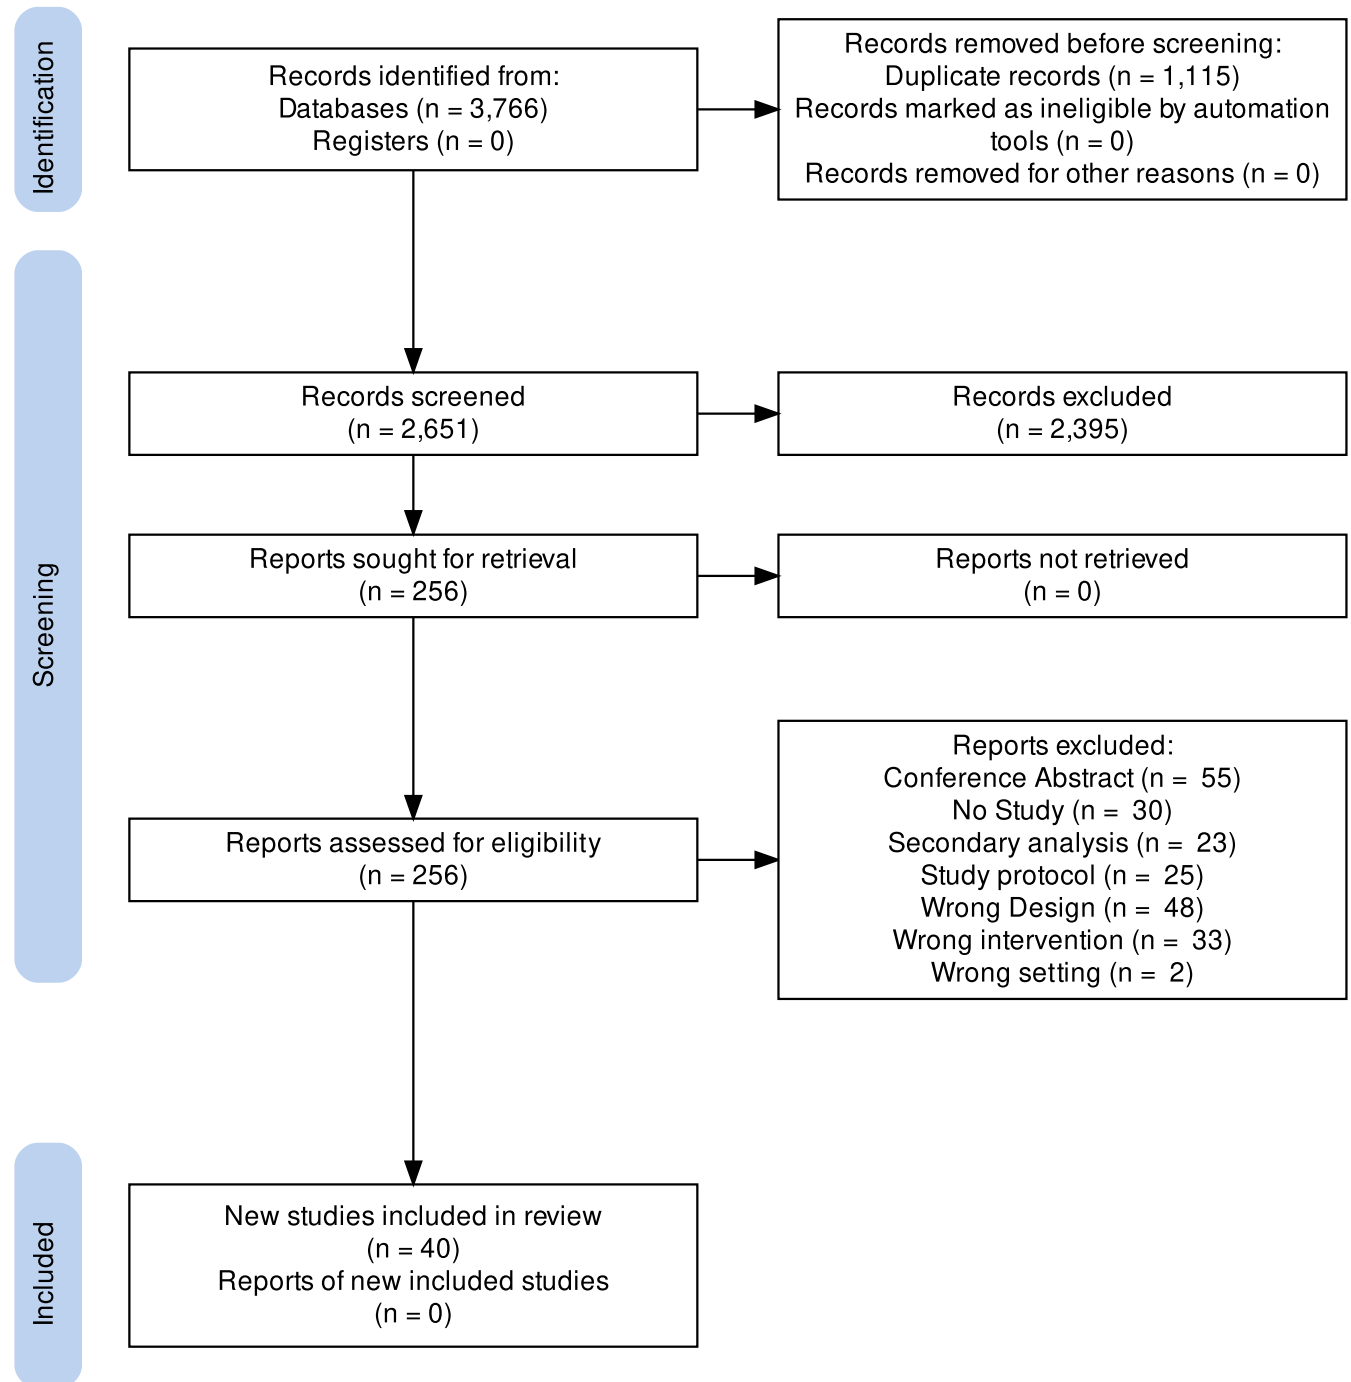 Identification
Records identified from:
Databases (n = 3,766)
Registers (n = 0)
Records removed before screening:
Duplicate records (n = 1,115)
Records marked as ineligible by automation
tools (n = 0)
Records removed for other reasons (n = 0)
Screening
Records screened
(n = 2,651)
Records excluded
(n = 2,395)
Reports sought for retrieval
(n = 256)
Reports not retrieved
(n = 0)
Reports assessed for eligibility
(n = 256)
Reports excluded:
Conference Abstract (n =  55)
No Study (n =  30)
Secondary analysis (n =  23)
Study protocol (n =  25)
Wrong Design (n =  48)
Wrong intervention (n =  33)
Wrong setting (n =  2)
Included
New studies included in review
(n = 40)
Reports of new included studies
(n = 0)